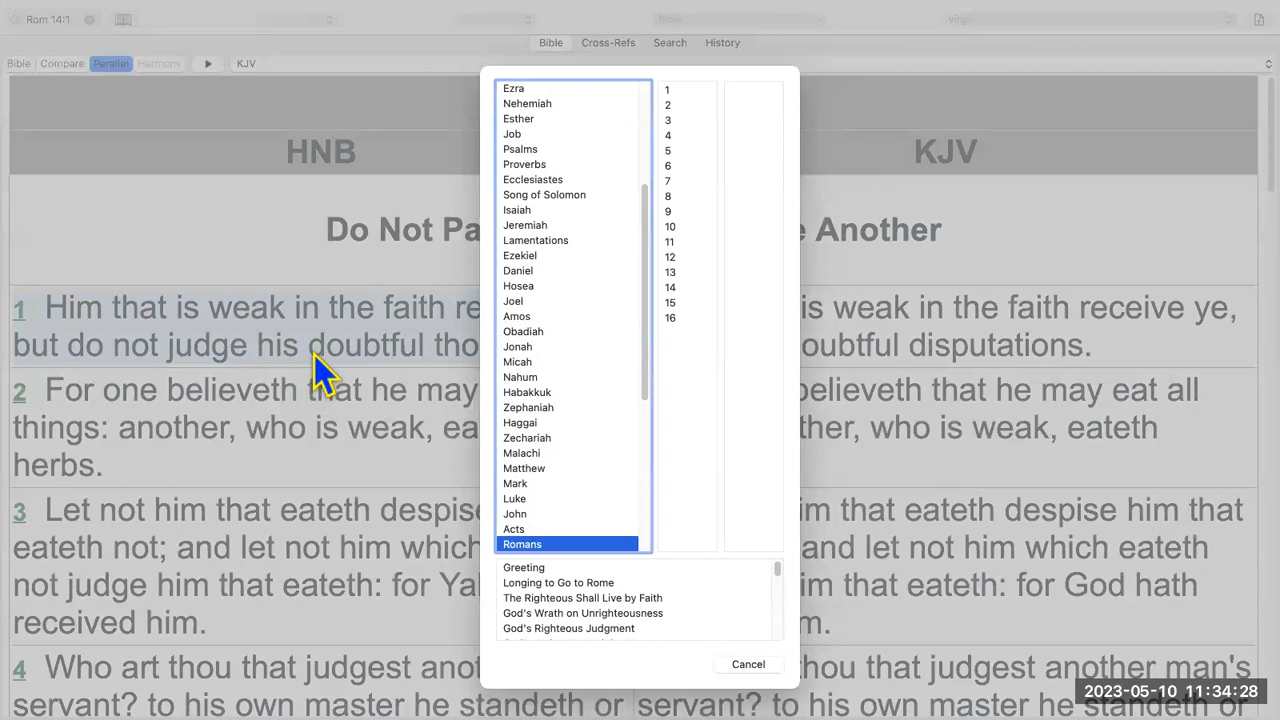 Rom 14:1
Bible
virgil
Bible
Cross-Refs
Search
History
Bible
Compare
Parallel
Harmony
KJV
HNB
KJV
Do Not Pa
e Another
1 Him that is weak in the faith re
but do not judge his doubtful tho
2 For one believeth that he may
things: another, who is weak, ea
herbs.
3 Let not him that eateth despise
eateth not; and let not him which
not judge him that eateth: for Ya
received him.
4 Who art thou that judgest anot
servant? to his own master he standeth or
is weak in the faith receive ye,
oubtful disputations.
believeth that he may eat all
ther, who is weak, eateth
him that eateth despise him that
and let not him which eateth
him that eateth: for God hath
m.
thou that judgest another man's
servant? to his own master he standeth or
Ezra
Nehemiah
Esther
Job
Psalms
Proverbs
Ecclesiastes
Song of Solomon
Isaiah
Jeremiah
Lamentations
Ezekiel
Daniel
Hosea
Joel
Amos
Obadiah
Jonah
Micah
Nahum
Habakkuk
Zephaniah
Haggai
Zechariah
Malachi
Matthew
Mark
Luke
John
Acts
Romans
1
2
3
4
5
6
7
8
9
10
11
12
13
14
15
16
Greeting
Longing to Go to Rome
The Righteous Shall Live by Faith
God's Wrath on Unrighteousness
God's Righteous Judgment
Cancel
2023-05-10 11:34:28